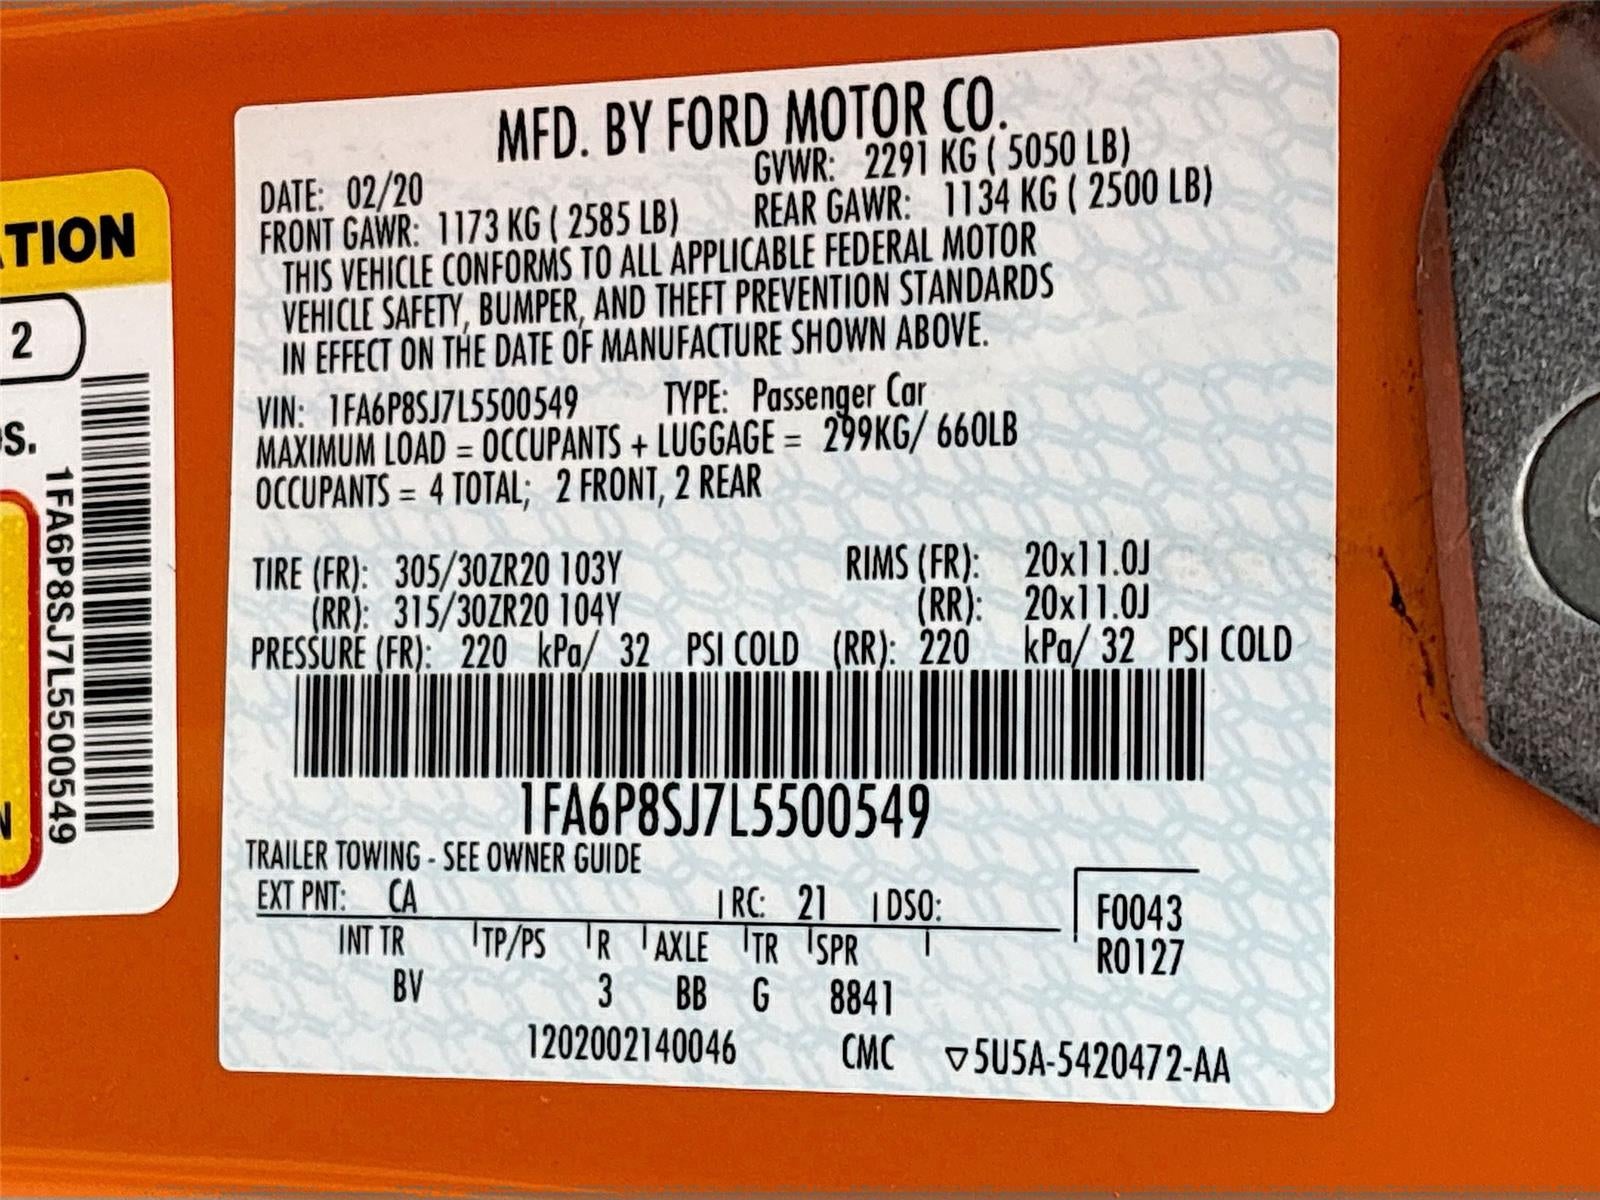 ATION
2
S.
1FA6P8SJ7L5500549
N
MFD. BY FORD MOTOR CO.
DATE: 02/20 GVWR: 2291 KG ( 5050 LB)
FRONT GAWR: 1173 KG ( 2585 LB) REAR GAWR: 1134 KG ( 2500 LB)
THIS VEHICLE CONFORMS TO ALL APPLICABLE FEDERAL MOTOR
VEHICLE SAFETY, BUMPER, AND THEFT PREVENTION STANDARDS
IN EFFECT ON THE DATE OF MANUFACTURE SHOWN ABOVE.
VIN: 1FA6P8SJ7L5500549 TYPE: Passenger Car
MAXIMUM LOAD = OCCUPANTS + LUGGAGE = 299KG/ 660LB
OCCUPANTS = 4 TOTAL; 2 FRONT, 2 REAR
TIRE (FR): 305/30ZR20 103Y RIMS (FR): 20x11.0J
(RR): 315/30ZR20 104Y (RR): 20x11.0J
PRESSURE (FR): 220 kPa/ 32 PSI COLD (RR): 220 kPa/ 32 PSI COLD
1FA6P8SJ7L5500549
TRAILER TOWING - SEE OWNER GUIDE
EXT PNT: CA RC: 21 DSO: F0043
R0127
INT TR TP/PS R AXLE TR SPR
BV 3 BB G 8841
1202002140046 CMC ▽5U5A-5420472-AA